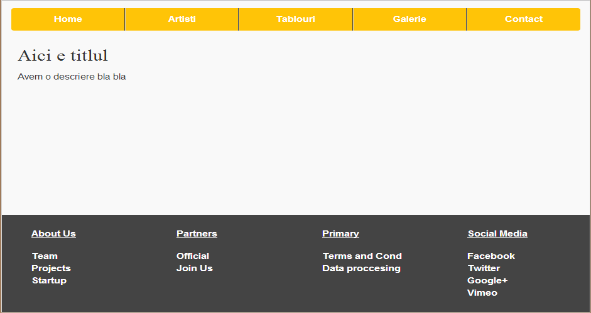 Home Artisti Tablouri Galerie Contact
Aici e titlul
Avem o descriere bla bla
About Us Partners Primary Social Media
Team Official Terms and Cond Facebook
Projects Join Us Data proccesing Twitter
Startup Google+
Vimeo